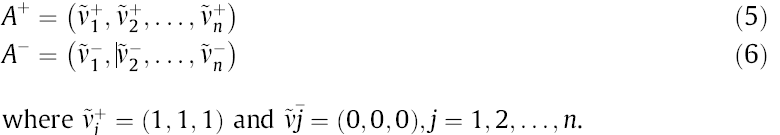 A⁺ = (ṽ₁⁺, ṽ₂⁺, …, ṽₙ⁺) (5)
A⁻ = (ṽ₁⁻, ṽ₂⁻, …, ṽₙ⁻) (6)
where ṽⱼ⁺ = (1, 1, 1) and ṽj̄ = (0, 0, 0), j = 1, 2, …, n.